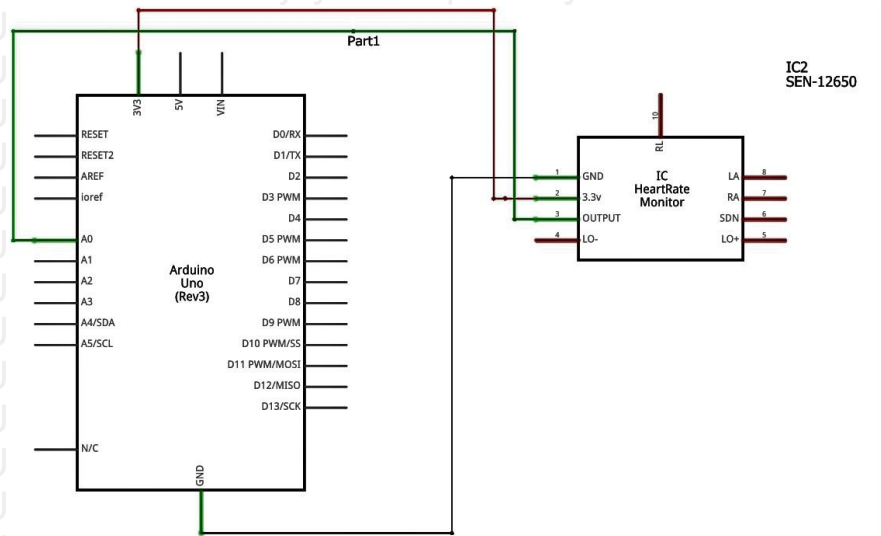 Part1
IC2
SEN-12650
3V3
5V
VIN
RESET
RESET2
AREF
ioref
A0
A1
A2
A3
A4/SDA
A5/SCL
N/C
Arduino
Uno
(Rev3)
D0/RX
D1/TX
D2
D3 PWM
D4
D5 PWM
D6 PWM
D7
D8
D9 PWM
D10 PWM/SS
D11 PWM/MOSI
D12/MISO
D13/SCK
GND
10
RL
1 GND
2 3.3v
3 OUTPUT
4 LO-
IC
HeartRate
Monitor
LA 8
RA 7
SDN 6
LO+ 5